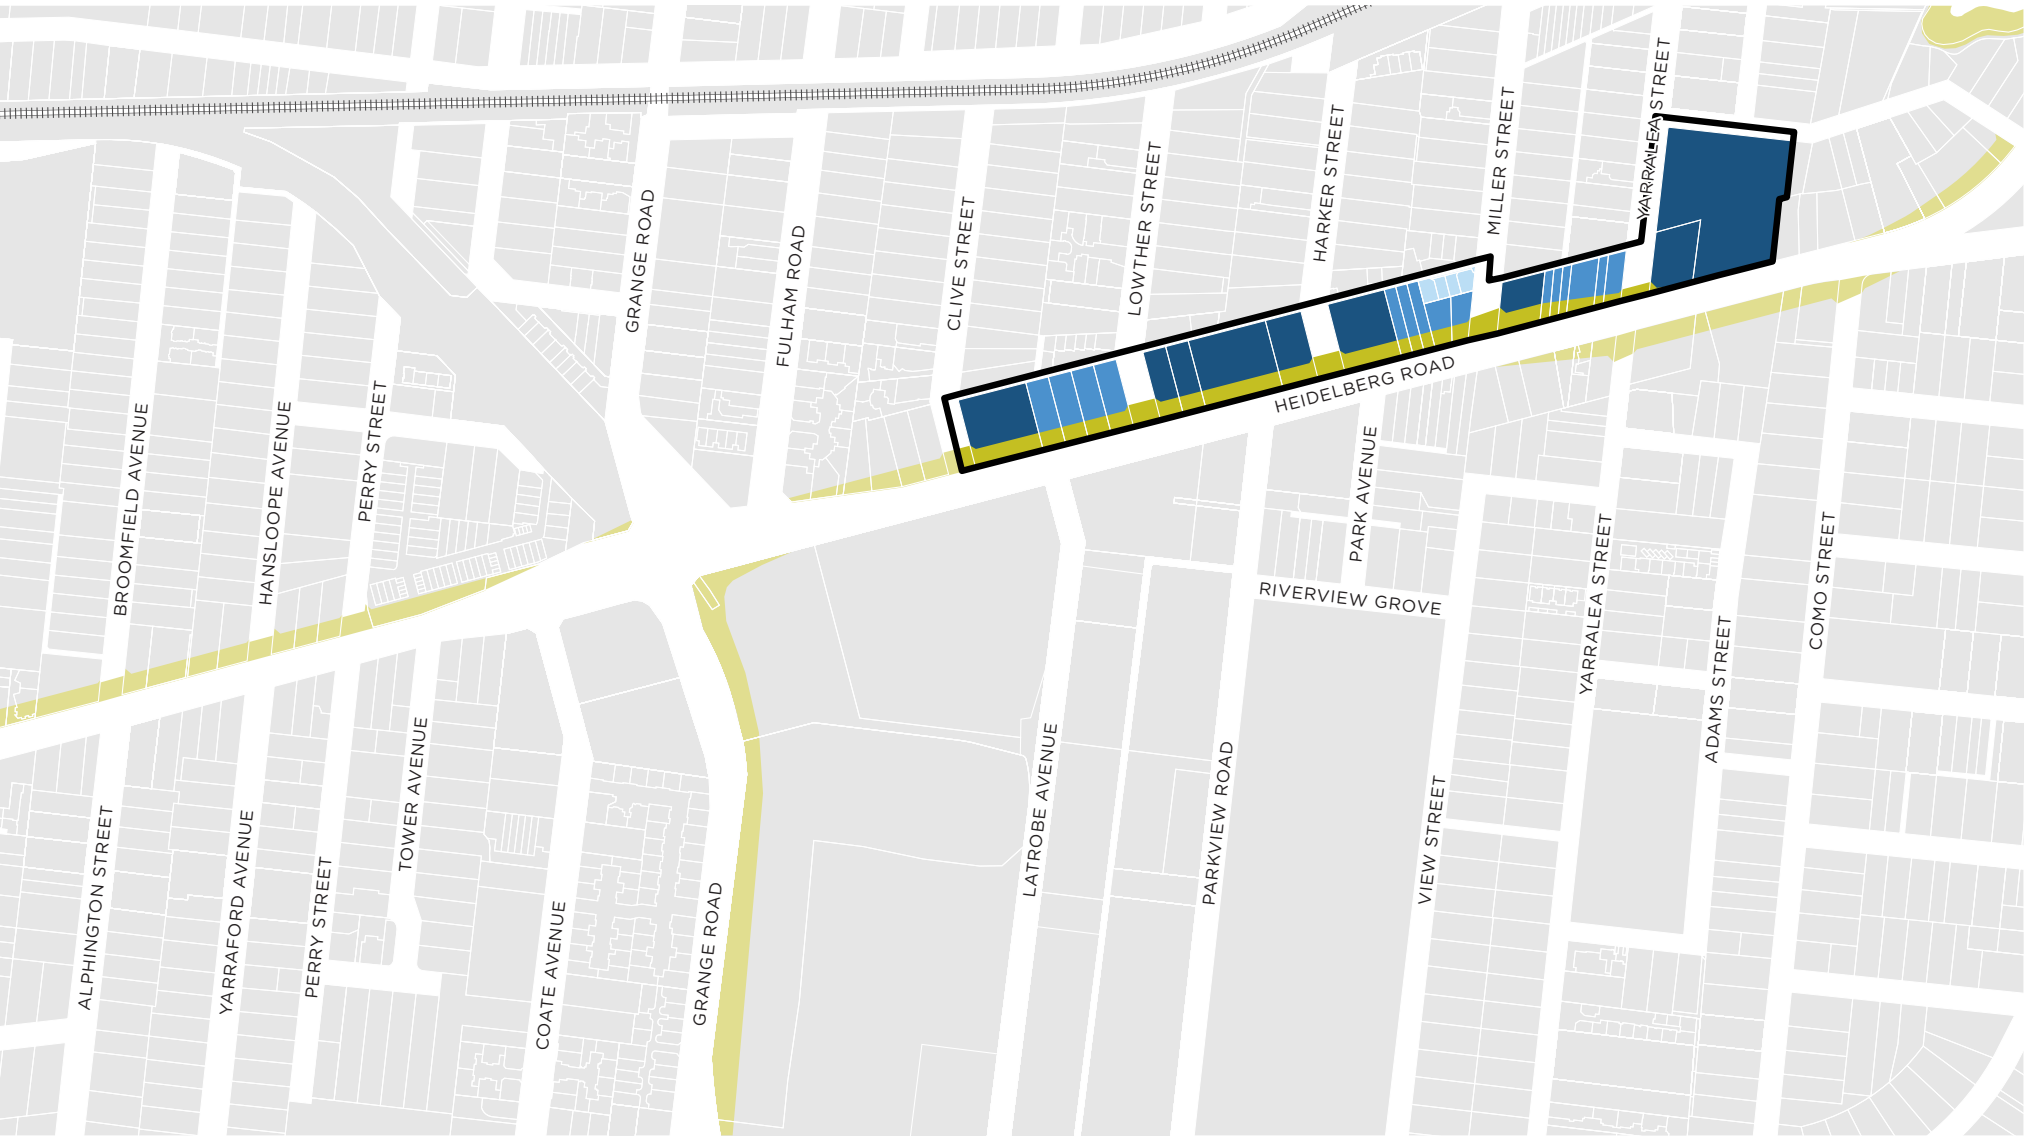 YARRALEA STREET
MILLER STREET
HARKER STREET
YARRALEA
LOWTHER STREET
GRANGE ROAD
CLIVE STREET
FULHAM ROAD
HEIDELBERG ROAD
PERRY STREET
BROOMFIELD AVENUE
HANSLOOPE AVENUE
PARK AVENUE
RIVERVIEW GROVE
YARRALEA STREET
COMO STREET
ADAMS STREET
TOWER AVENUE
LATROBE AVENUE
PARKVIEW ROAD
VIEW STREET
ALPHINGTON STREET
YARRAFORD AVENUE
PERRY STREET
COATE AVENUE
GRANGE ROAD